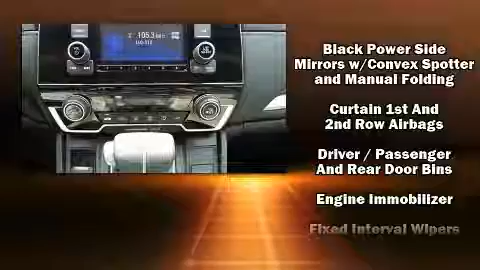 Black Power Side
Mirrors w/Convex Spotter
and Manual Folding
Curtain 1st And
2nd Row Airbags
Driver / Passenger
And Rear Door Bins
Engine Immobilizer
Fixed Interval Wipers